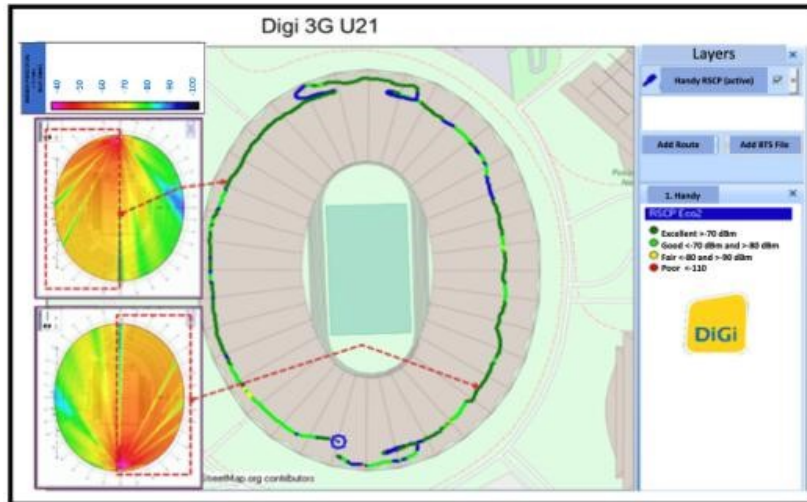 Digi 3G U21
-40
-50
-60
-70
-80
-90
-100
Layers
Handy RSCP (active)
Add Route
Add BTS File
1. Handy
RSCP Eco2
Excellent >-70 dBm
Good <-70 dBm and >-80 dBm
Fair <-80 and >-90 dBm
Poor <-110
DiGi
StreetMap.org contributors